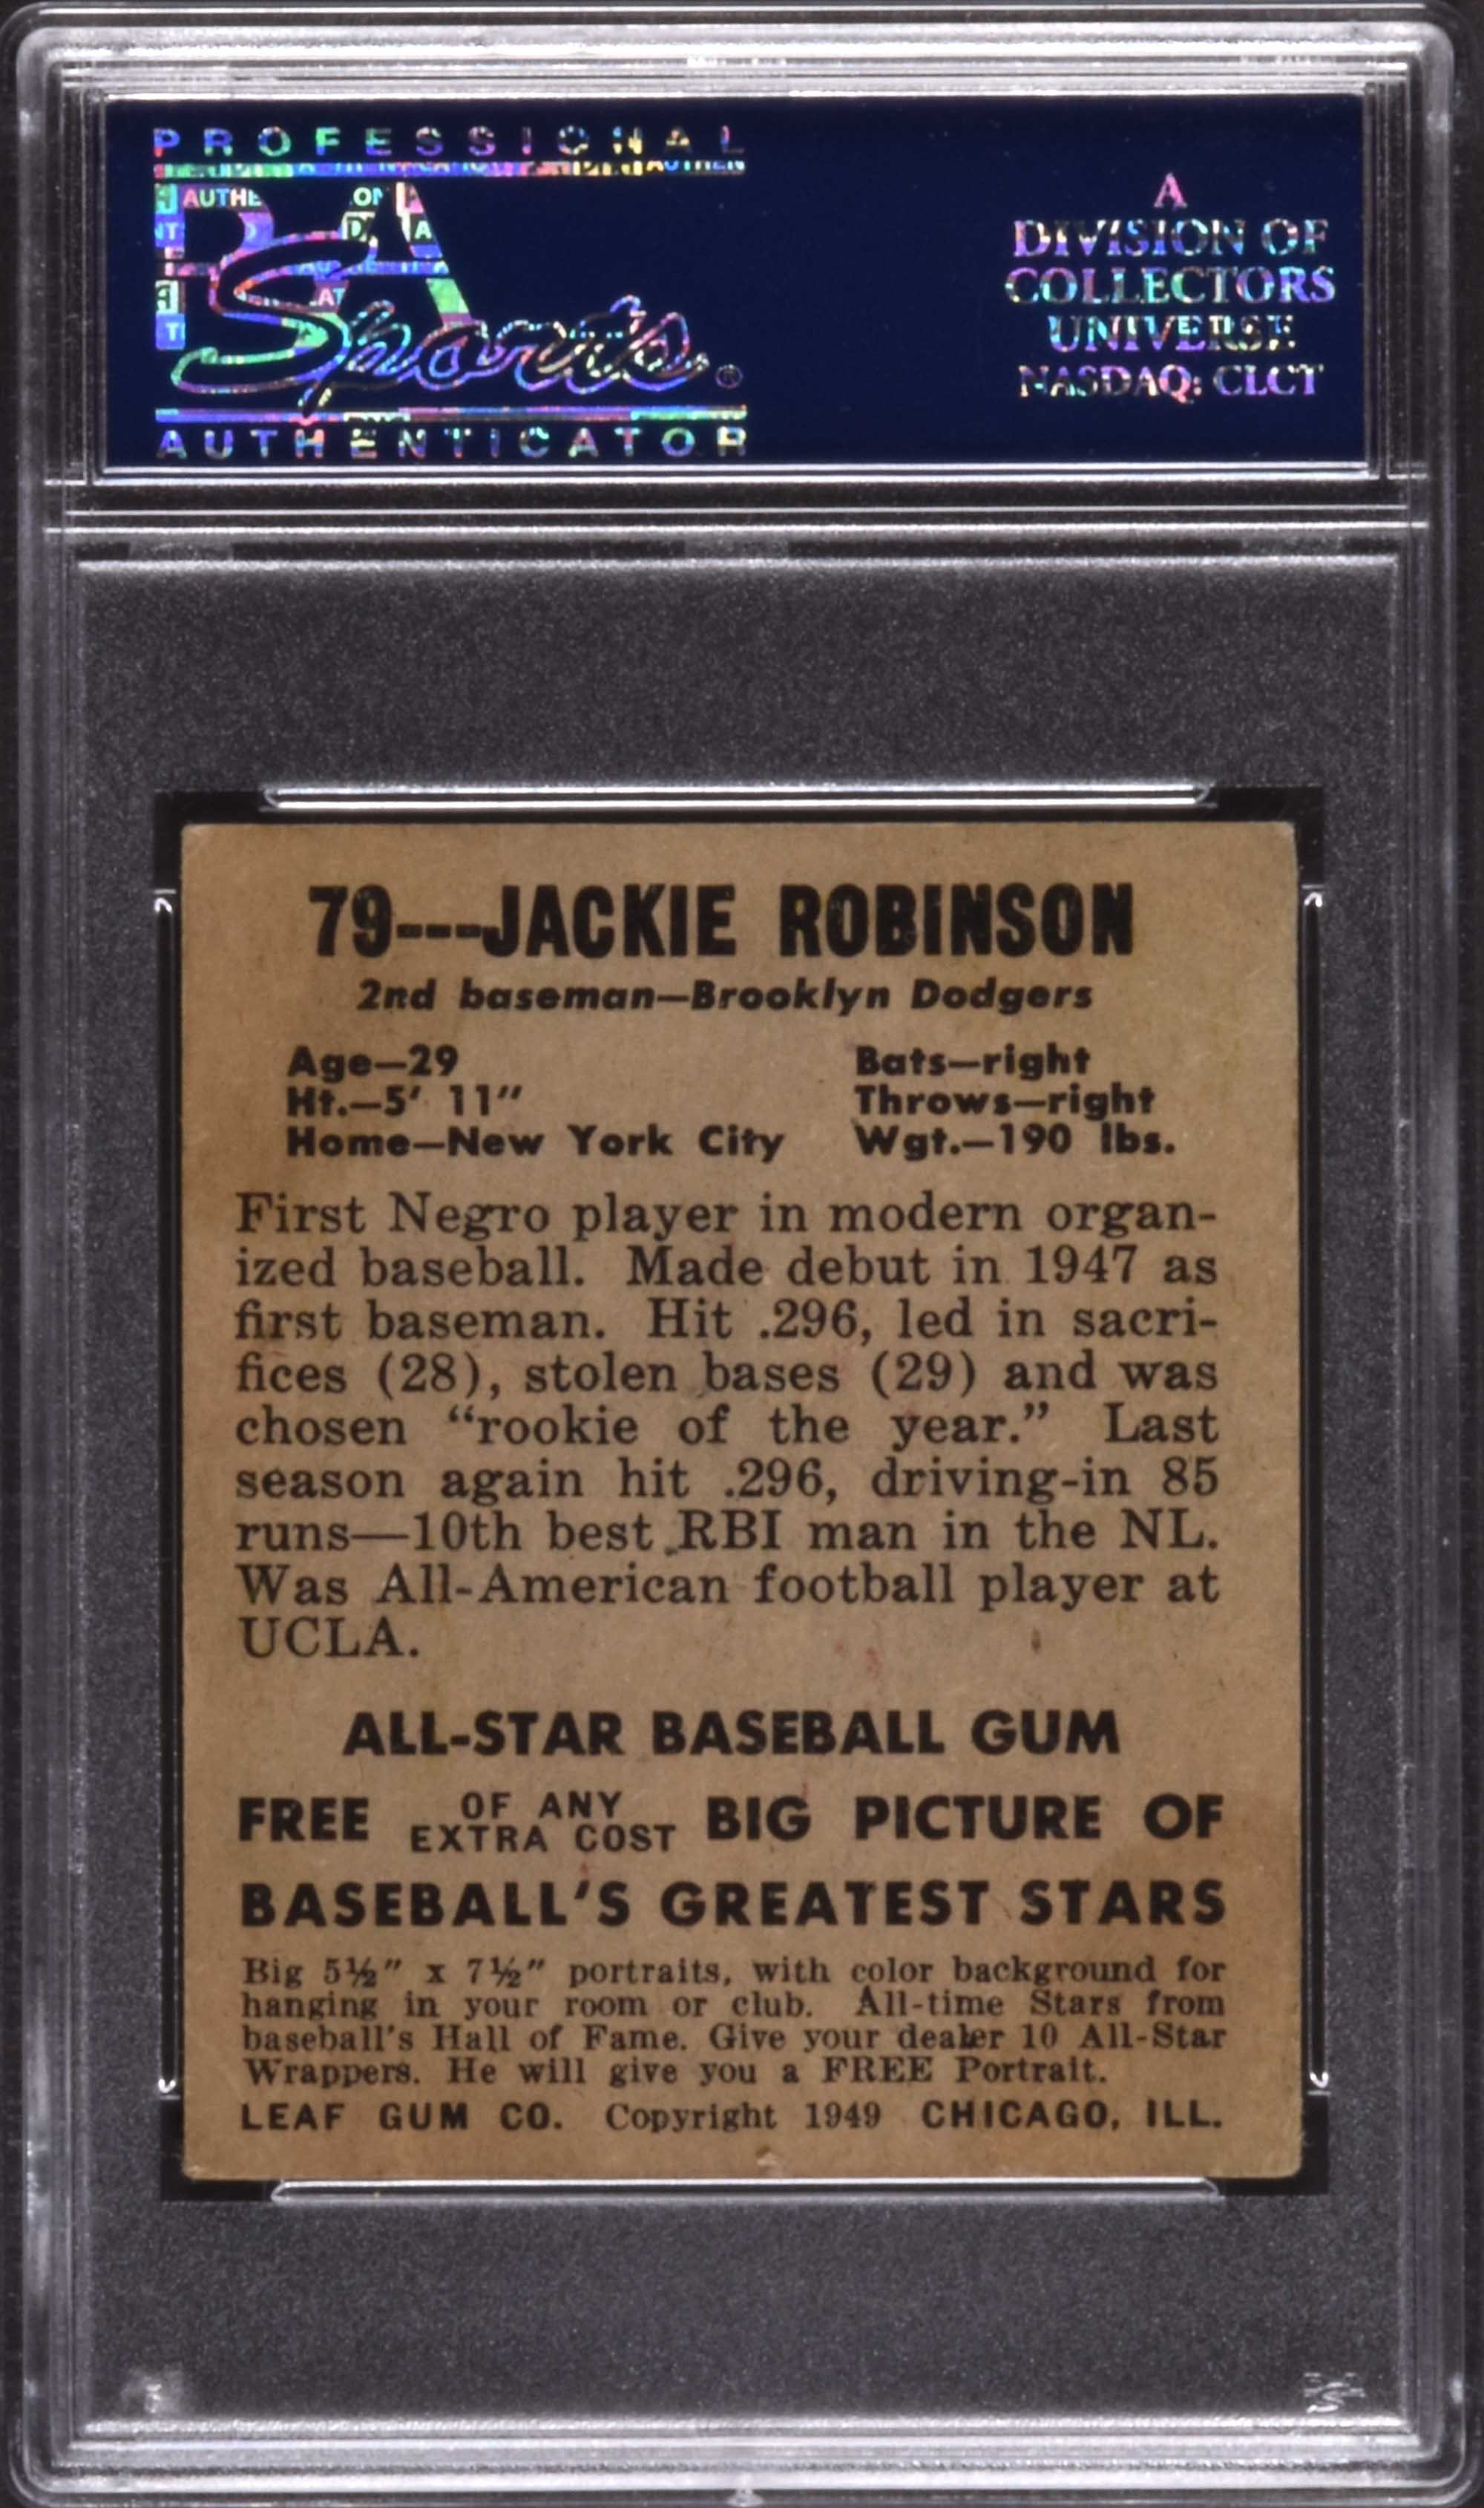 PROFESSIONAL
PSA
Sports®
AUTHENTICATOR
A
DIVISION OF
COLLECTORS
UNIVERSE
NASDAQ: CLCT
79---JACKIE ROBINSON
2nd baseman—Brooklyn Dodgers
Age—29 Bats—right
Ht.—5' 11" Throws—right
Home—New York City Wgt.—190 lbs.
First Negro player in modern organ-
ized baseball. Made debut in 1947 as
first baseman. Hit .296, led in sacri-
fices (28), stolen bases (29) and was
chosen “rookie of the year.” Last
season again hit .296, driving-in 85
runs—10th best RBI man in the NL.
Was All-American football player at
UCLA.
ALL-STAR BASEBALL GUM
FREE OF ANY EXTRA COST BIG PICTURE OF
BASEBALL'S GREATEST STARS
Big 5½" x 7½" portraits, with color background for
hanging in your room or club. All-time Stars from
baseball's Hall of Fame. Give your dealer 10 All-Star
Wrappers. He will give you a FREE Portrait.
LEAF GUM CO. Copyright 1949 CHICAGO, ILL.